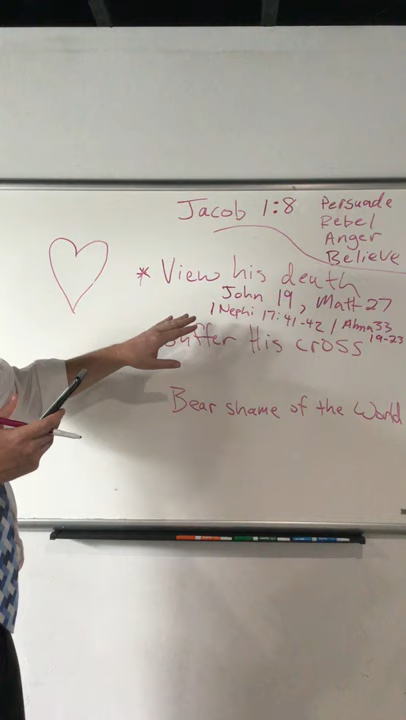 Jacob 1:8
Persuade
Rebel
Anger
Believe
* View his death
John 19, Matt 27
1 Nephi 17:41-42 / Alma 33
19-23
Suffer His cross
Bear shame of the World